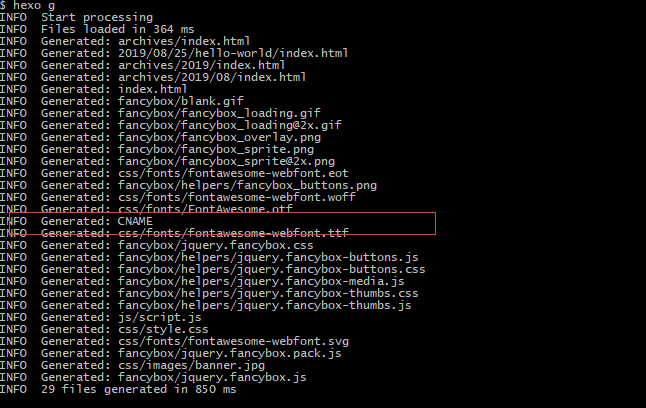 $ hexo g
INFO  Start processing
INFO  Files loaded in 364 ms
INFO  Generated: archives/index.html
INFO  Generated: 2019/08/25/hello-world/index.html
INFO  Generated: archives/2019/index.html
INFO  Generated: archives/2019/08/index.html
INFO  Generated: index.html
INFO  Generated: fancybox/blank.gif
INFO  Generated: fancybox/fancybox_loading.gif
INFO  Generated: fancybox/fancybox_loading@2x.gif
INFO  Generated: fancybox/fancybox_overlay.png
INFO  Generated: fancybox/fancybox_sprite.png
INFO  Generated: fancybox/fancybox_sprite@2x.png
INFO  Generated: css/fonts/fontawesome-webfont.eot
INFO  Generated: fancybox/helpers/fancybox_buttons.png
INFO  Generated: css/fonts/fontawesome-webfont.woff
INFO  Generated: css/fonts/FontAwesome.otf
INFO  Generated: CNAME
INFO  Generated: css/fonts/fontawesome-webfont.ttf
INFO  Generated: fancybox/jquery.fancybox.css
INFO  Generated: fancybox/helpers/jquery.fancybox-buttons.js
INFO  Generated: fancybox/helpers/jquery.fancybox-buttons.css
INFO  Generated: fancybox/helpers/jquery.fancybox-media.js
INFO  Generated: fancybox/helpers/jquery.fancybox-thumbs.css
INFO  Generated: fancybox/helpers/jquery.fancybox-thumbs.js
INFO  Generated: js/script.js
INFO  Generated: css/style.css
INFO  Generated: css/fonts/fontawesome-webfont.svg
INFO  Generated: fancybox/jquery.fancybox.pack.js
INFO  Generated: css/images/banner.jpg
INFO  Generated: fancybox/jquery.fancybox.js
INFO  29 files generated in 850 ms